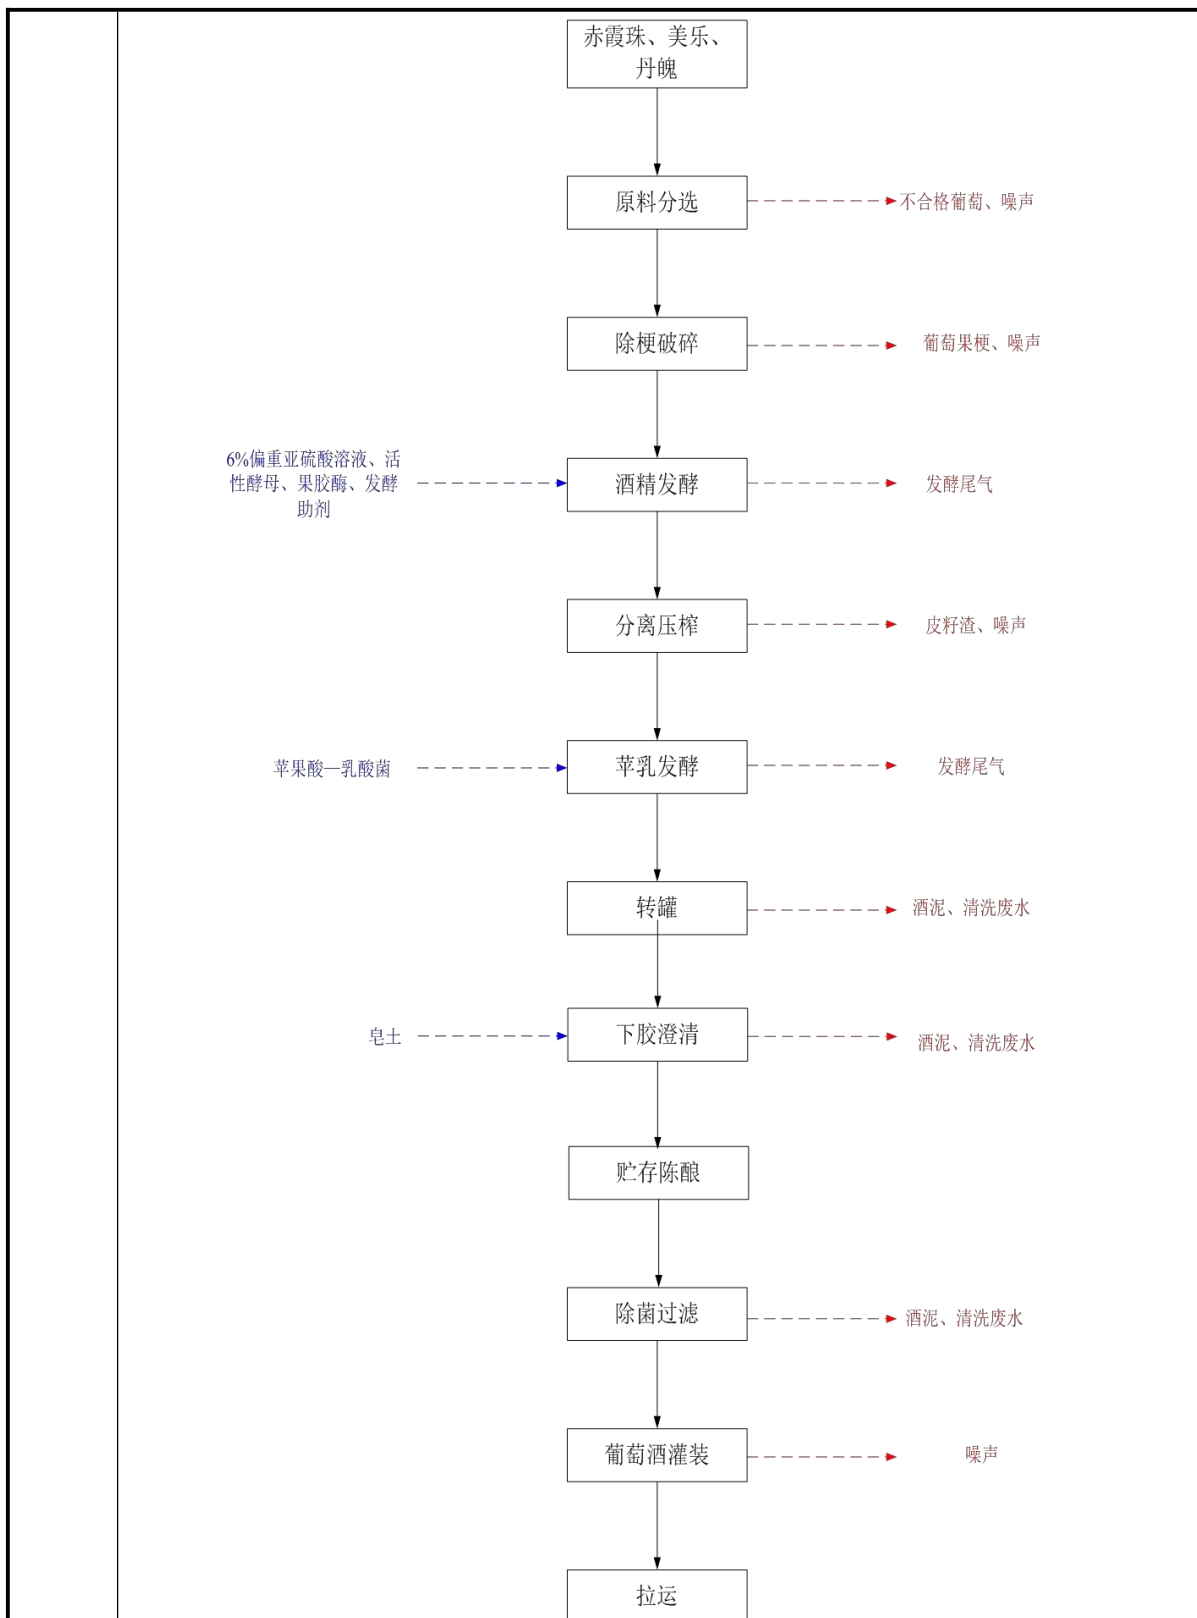 赤霞珠、美乐、
丹魄
原料分选
不合格葡萄、噪声
除梗破碎
葡萄果梗、噪声
6%偏重亚硫酸溶液、活
性酵母、果胶酶、发酵
助剂
酒精发酵
发酵尾气
分离压榨
皮籽渣、噪声
苹果酸—乳酸菌
苹乳发酵
发酵尾气
转罐
酒泥、清洗废水
皂土
下胶澄清
酒泥、清洗废水
贮存陈酿
除菌过滤
酒泥、清洗废水
葡萄酒灌装
噪声
拉运